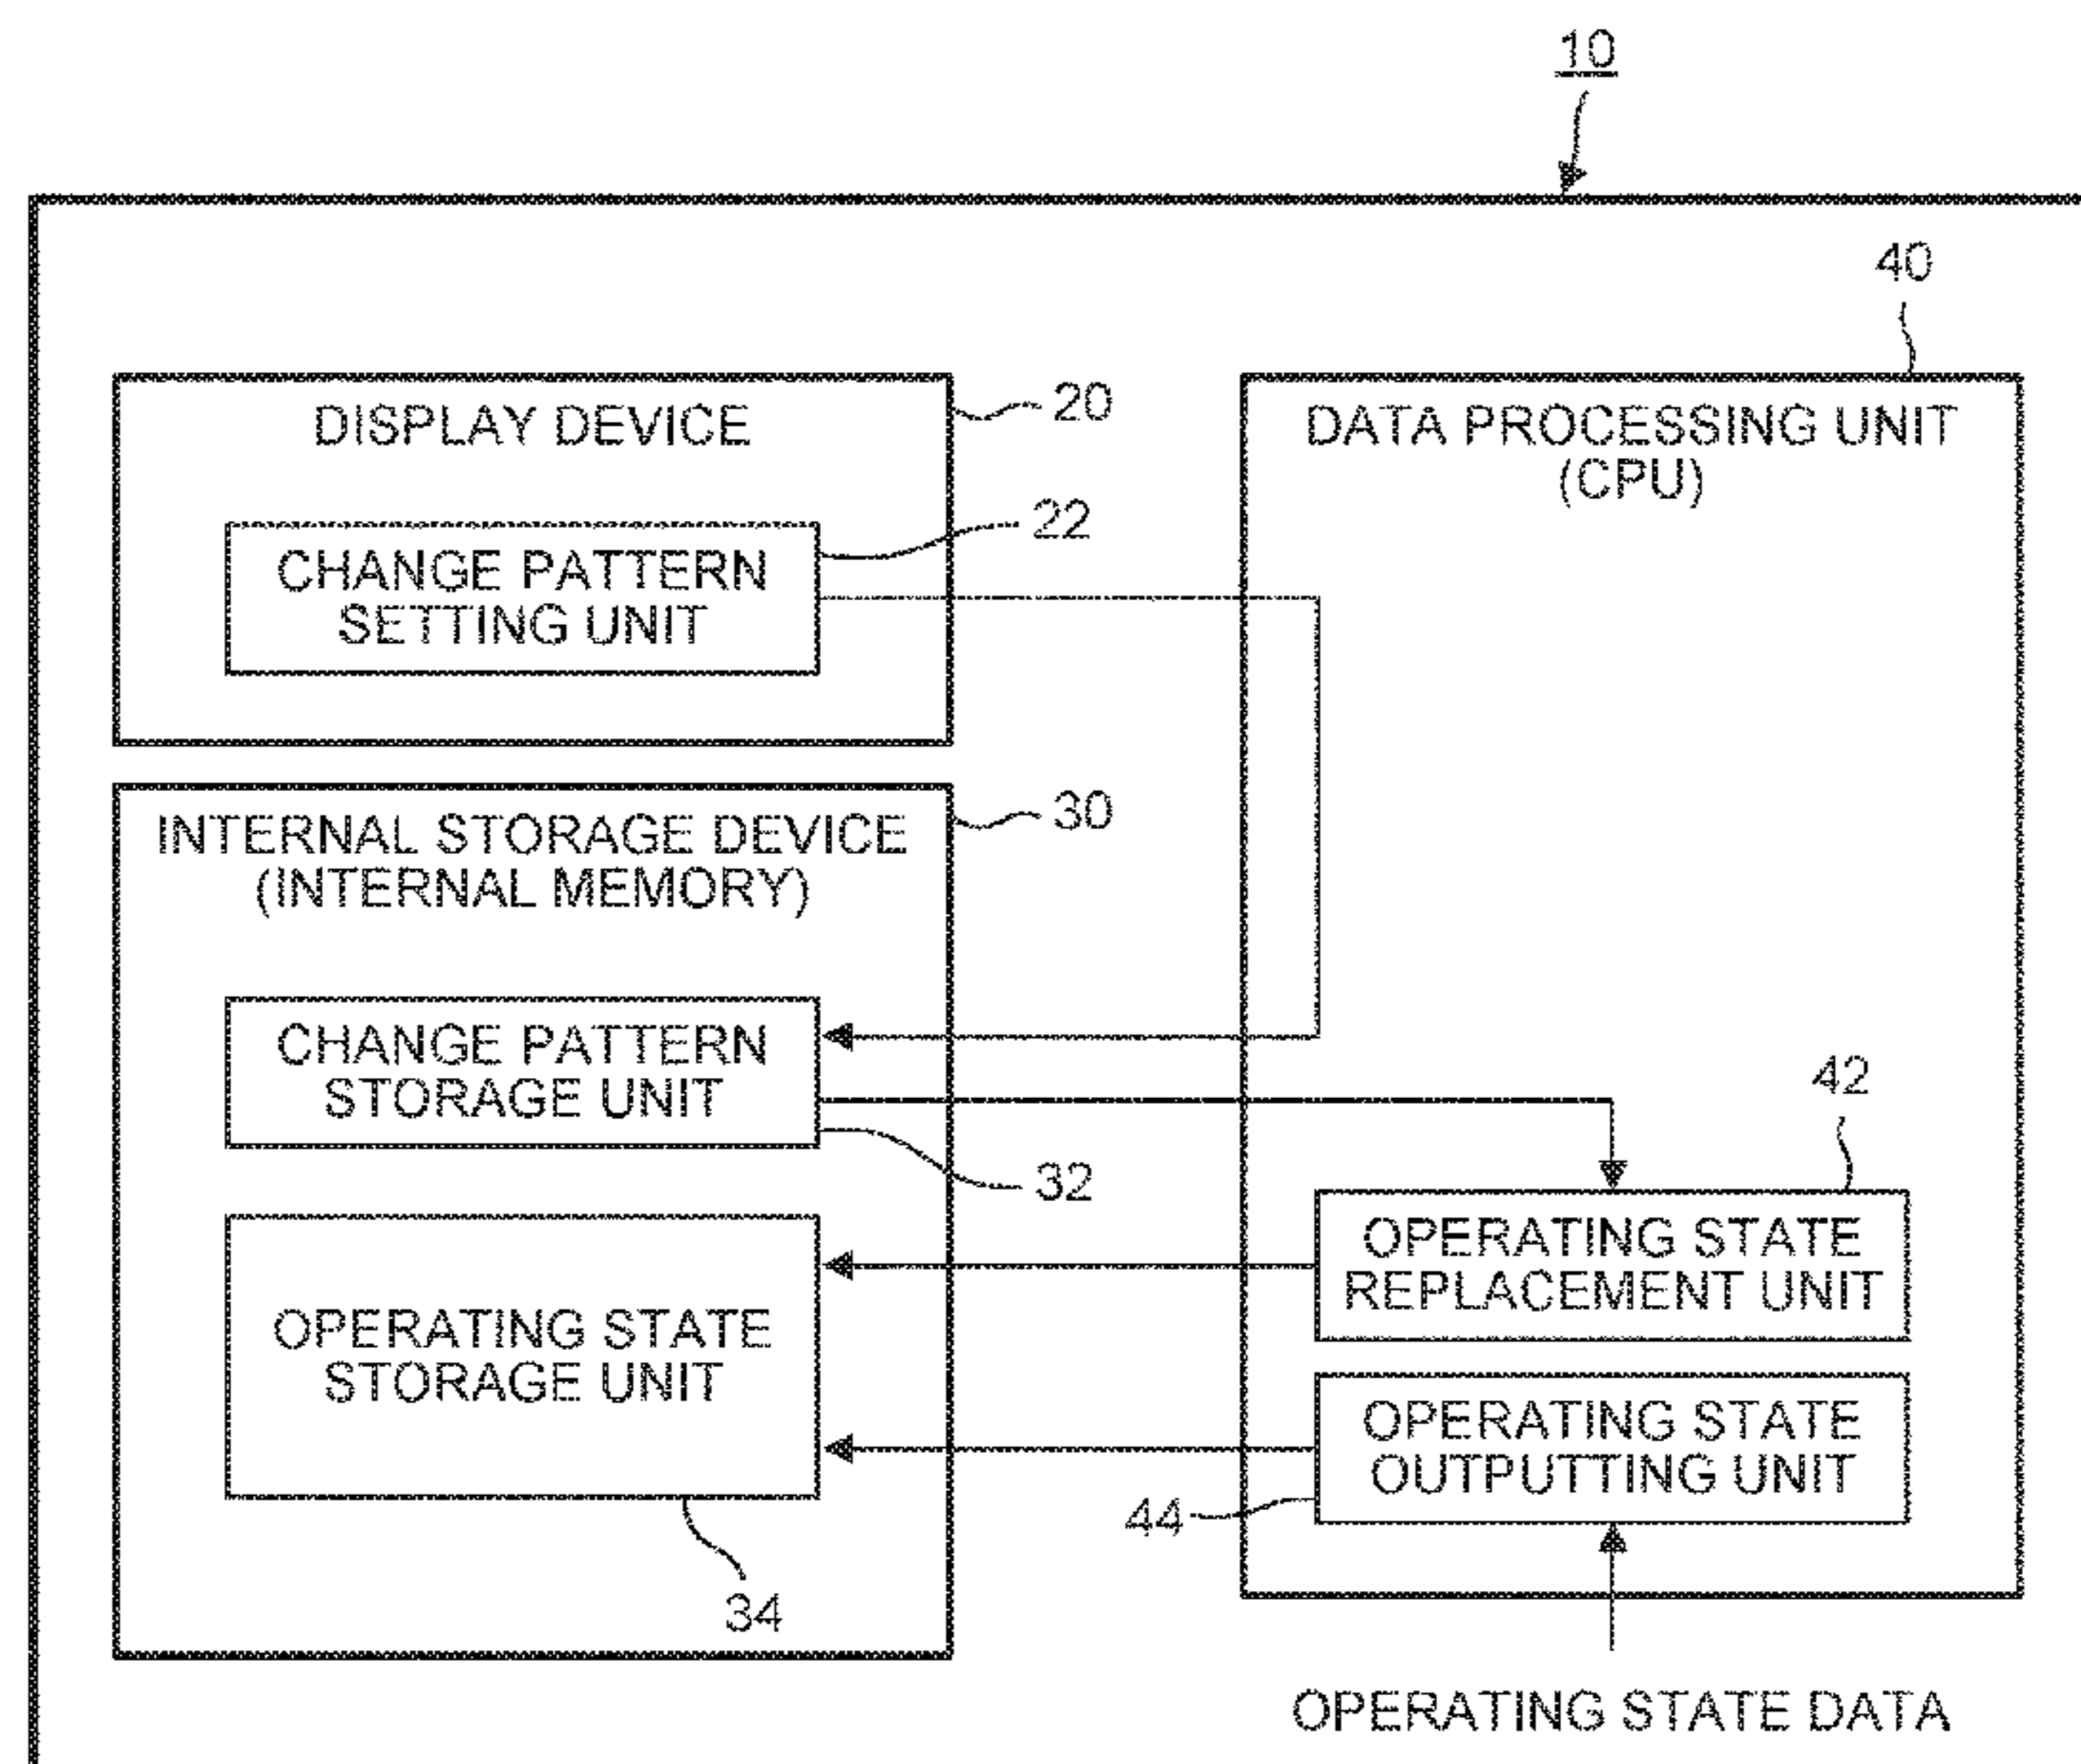 10
40
DISPLAY DEVICE
20
DATA PROCESSING UNIT
(CPU)
22
CHANGE PATTERN
SETTING UNIT
INTERNAL STORAGE DEVICE
(INTERNAL MEMORY)
30
CHANGE PATTERN
STORAGE UNIT
32
42
OPERATING STATE
REPLACEMENT UNIT
OPERATING STATE
STORAGE UNIT
34
OPERATING STATE
OUTPUTTING UNIT
44
OPERATING STATE DATA